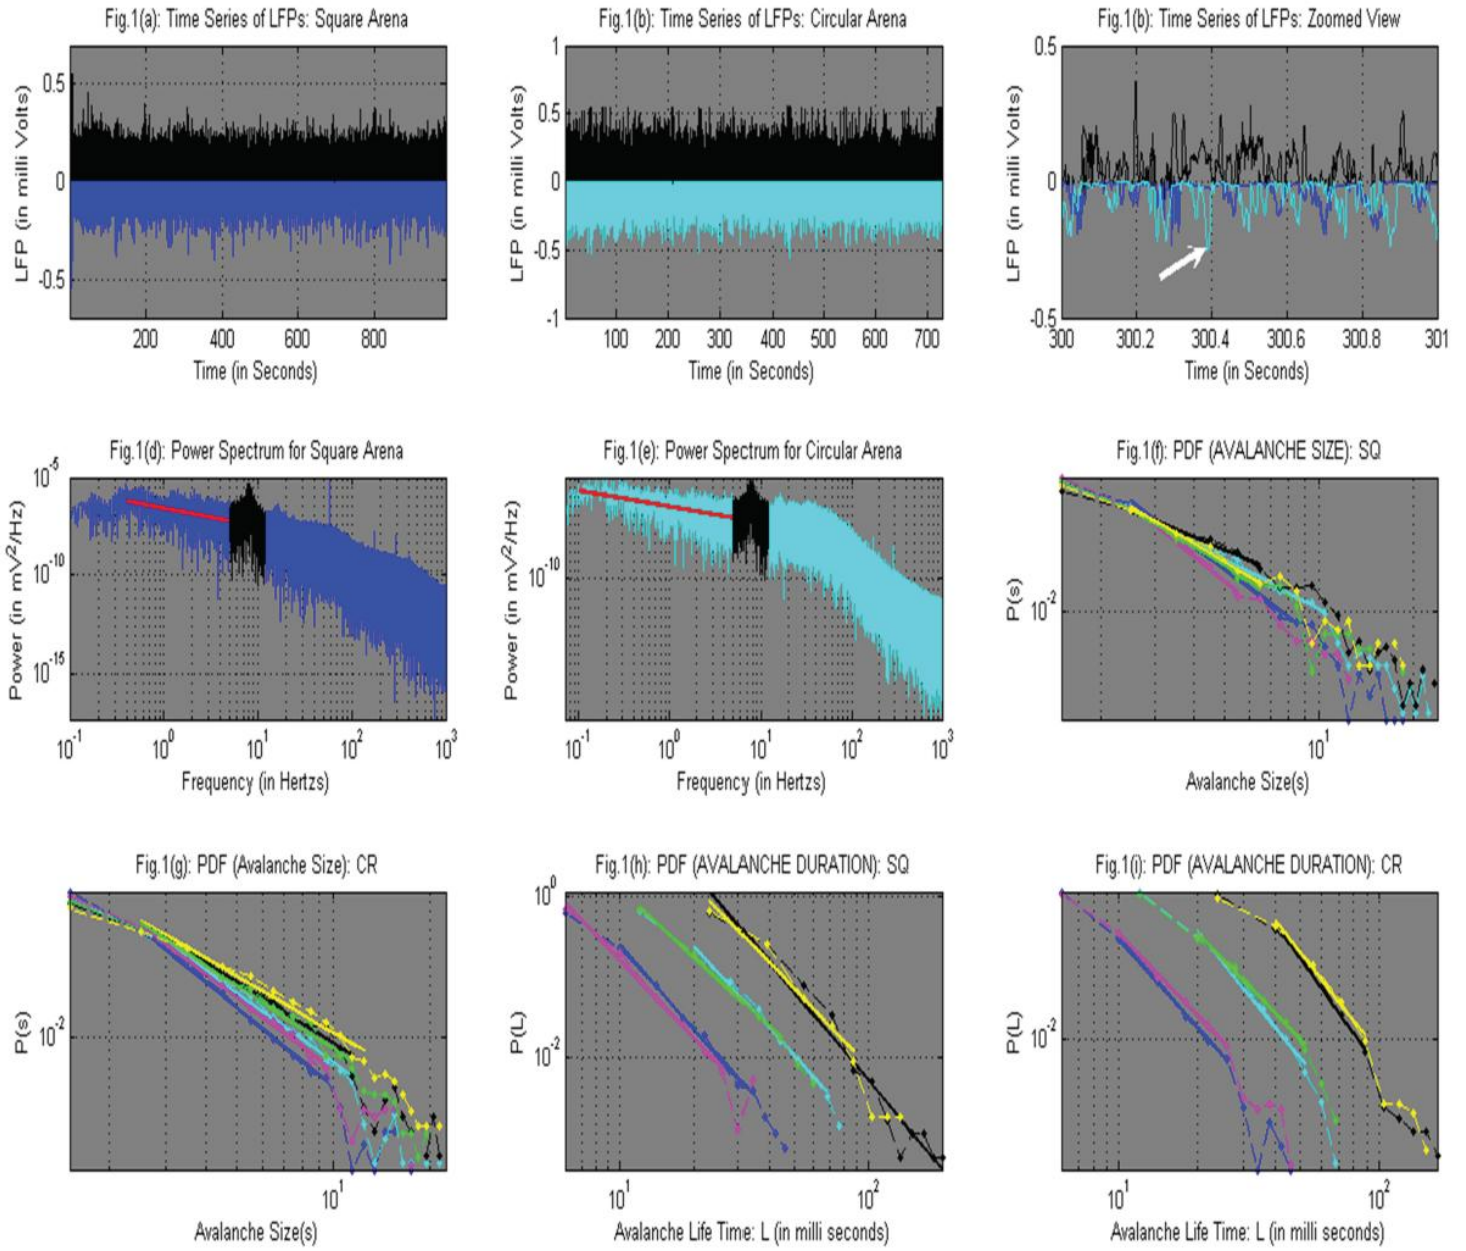 Fig.1(a): Time Series of LFPs: Square Arena
LFP (in milli Volts)
0.5
0
-0.5
200 400 600 800
Time (in Seconds)
Fig.1(b): Time Series of LFPs: Circular Arena
LFP (in milli Volts)
1
0.5
0
-0.5
-1
100 200 300 400 500 600 700
Time (in Seconds)
Fig.1(b): Time Series of LFPs: Zoomed View
LFP (in milli Volts)
0.5
0
-0.5
300 300.2 300.4 300.6 300.8 301
Time (in Seconds)
Fig.1(d): Power Spectrum for Square Arena
Power (in mV²/Hz)
10⁻⁵
10⁻¹⁰
10⁻¹⁵
10⁻¹ 10⁰ 10¹ 10² 10³
Frequency (in Hertzs)
Fig.1(e): Power Spectrum for Circular Arena
Power (in mV²/Hz)
10⁻¹⁰
10⁻¹ 10⁰ 10¹ 10² 10³
Frequency (in Hertzs)
Fig.1(f): PDF (AVALANCHE SIZE): SQ
P(s)
10⁻²
10¹
Avalanche Size(s)
Fig.1(g): PDF (Avalanche Size): CR
P(s)
10⁻²
10¹
Avalanche Size(s)
Fig.1(h): PDF (AVALANCHE DURATION): SQ
P(L)
10⁰
10⁻²
10¹ 10²
Avalanche Life Time: L (in milli seconds)
Fig.1(i): PDF (AVALANCHE DURATION): CR
P(L)
10⁻²
10¹ 10²
Avalanche Life Time: L (in milli seconds)